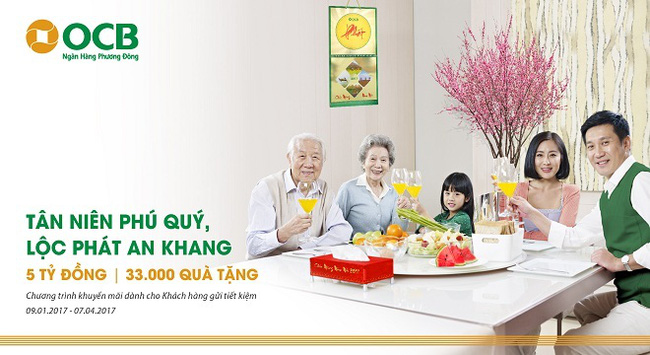 OCB
Ngân Hàng Phương Đông
OCB
TÂN NIÊN PHÚ QUÝ,
LỘC PHÁT AN KHANG
5 TỶ ĐỒNG | 33.000 QUÀ TẶNG
Chương trình khuyến mãi dành cho Khách hàng gửi tiết kiệm
09.01.2017 - 07.04.2017